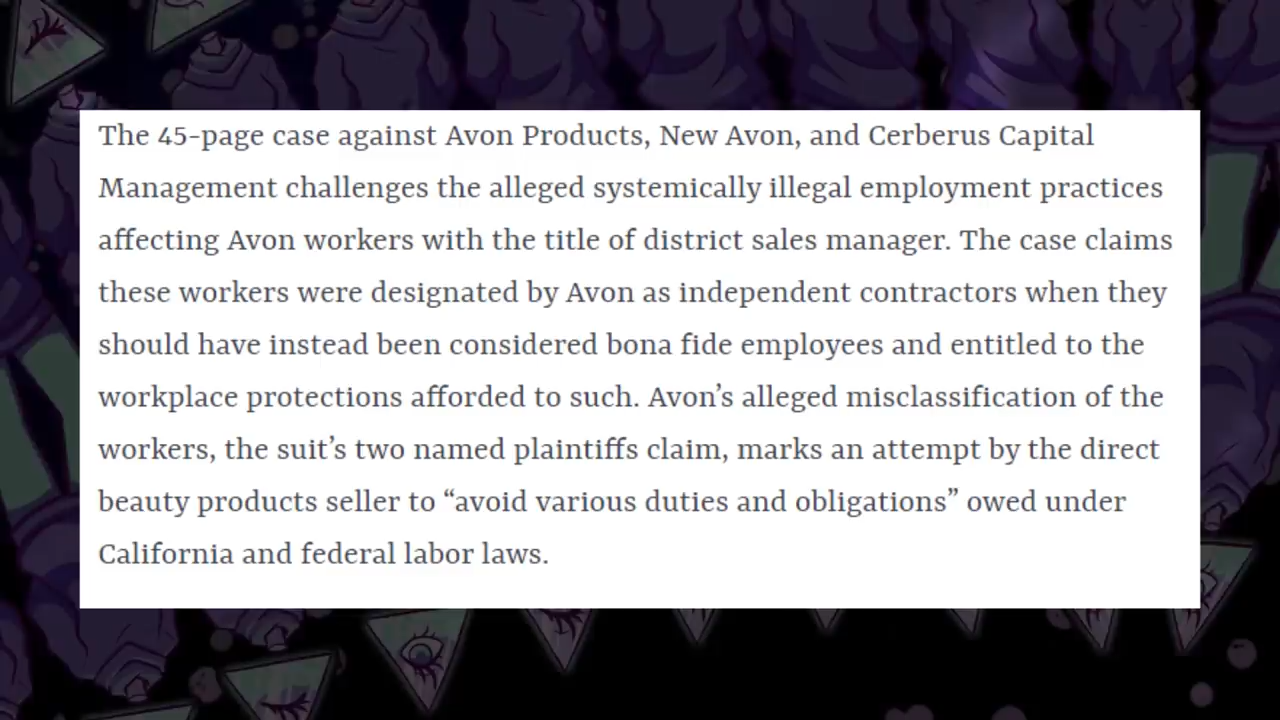 The 45-page case against Avon Products, New Avon, and Cerberus Capital
Management challenges the alleged systemically illegal employment practices
affecting Avon workers with the title of district sales manager. The case claims
these workers were designated by Avon as independent contractors when they
should have instead been considered bona fide employees and entitled to the
workplace protections afforded to such. Avon’s alleged misclassification of the
workers, the suit’s two named plaintiffs claim, marks an attempt by the direct
beauty products seller to “avoid various duties and obligations” owed under
California and federal labor laws.